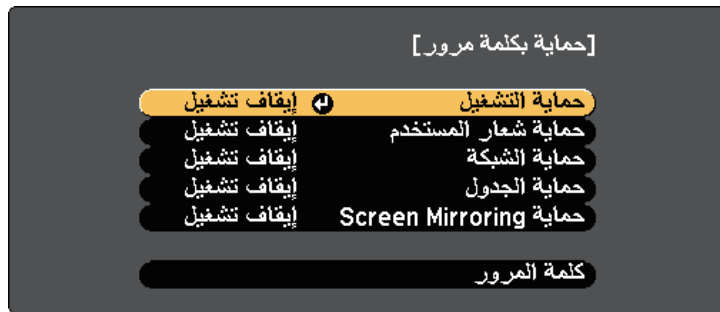 [حماية بكلمة مرور]
حماية التشغيل إيقاف تشغيل
حماية شعار المستخدم إيقاف تشغيل
حماية الشبكة إيقاف تشغيل
حماية الجدول إيقاف تشغيل
حماية Screen Mirroring إيقاف تشغيل
كلمة المرور